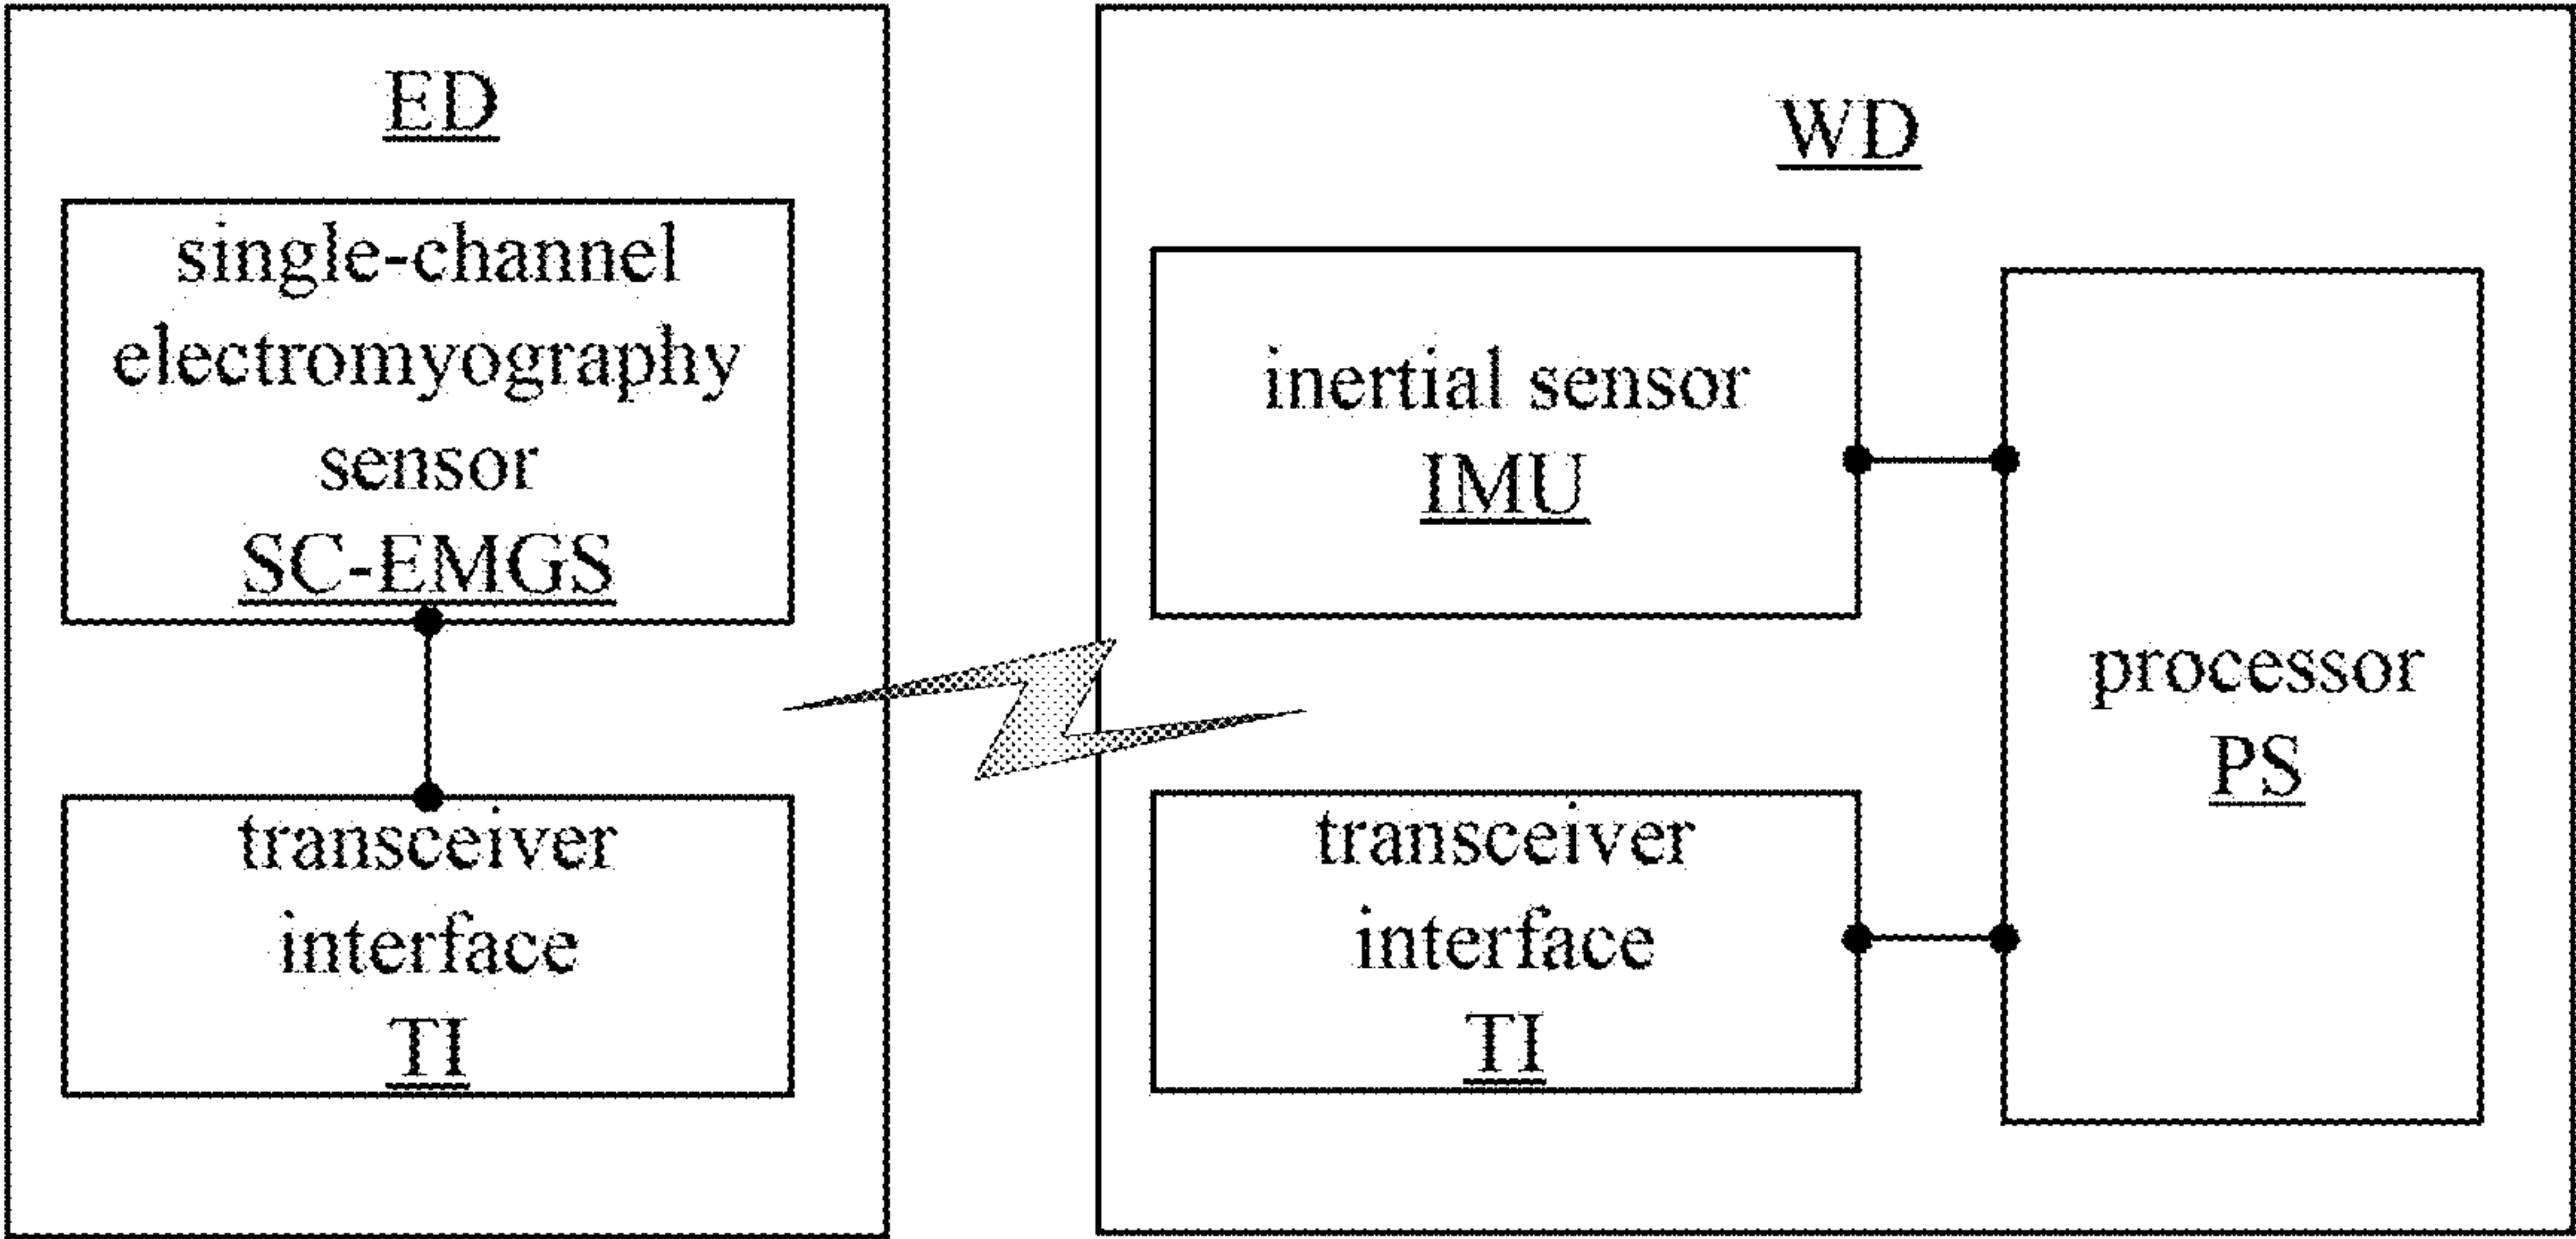 ED
single-channel
electromyography
sensor
SC-EMGS
transceiver
interface
TI
WD
inertial sensor
IMU
transceiver
interface
TI
processor
PS